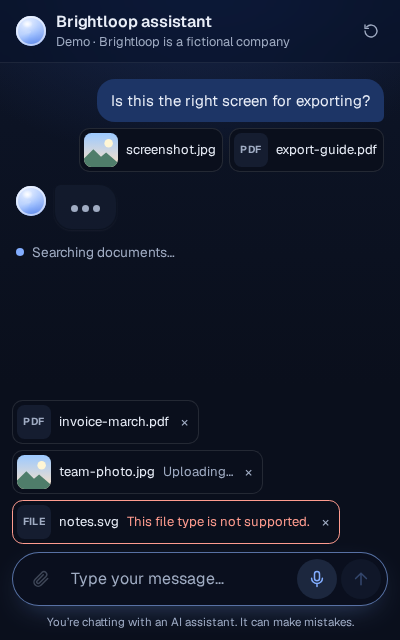 Brightloop assistant
Demo · Brightloop is a fictional company
Is this the right screen for exporting?
screenshot.jpg
PDF export-guide.pdf
Searching documents…
PDF invoice-march.pdf ×
team-photo.jpg Uploading… ×
FILE notes.svg This file type is not supported. ×
Type your message…
You're chatting with an AI assistant. It can make mistakes.